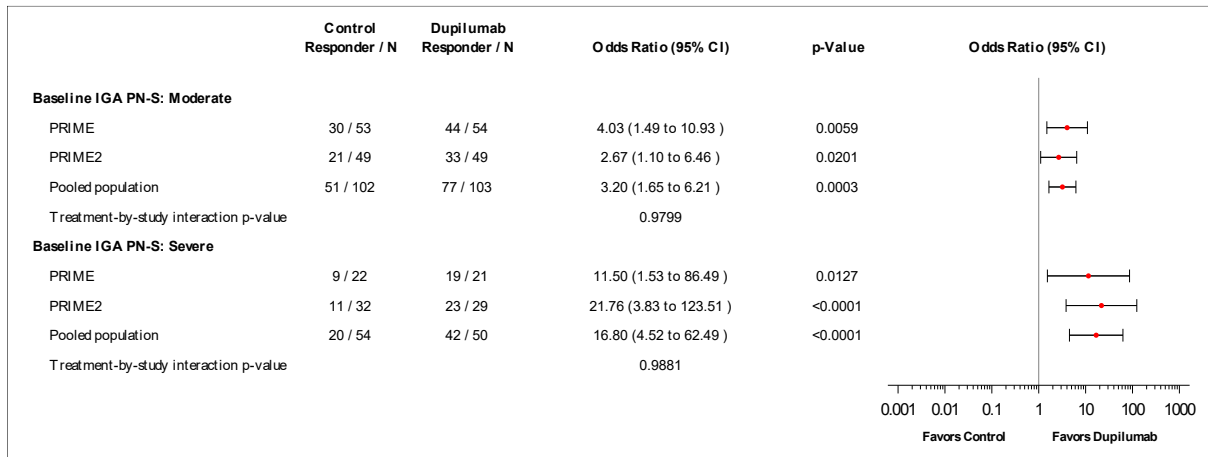 Control Dupilumab
Responder / N Responder / N Odds Ratio (95% CI) p-Value Odds Ratio (95% CI)
Baseline IGA PN-S: Moderate
PRIME 30 / 53 44 / 54 4.03 (1.49 to 10.93 ) 0.0059
PRIME2 21 / 49 33 / 49 2.67 (1.10 to 6.46 ) 0.0201
Pooled population 51 / 102 77 / 103 3.20 (1.65 to 6.21 ) 0.0003
Treatment-by-study interaction p-value 0.9799
Baseline IGA PN-S: Severe
PRIME 9 / 22 19 / 21 11.50 (1.53 to 86.49 ) 0.0127
PRIME2 11 / 32 23 / 29 21.76 (3.83 to 123.51 ) <0.0001
Pooled population 20 / 54 42 / 50 16.80 (4.52 to 62.49 ) <0.0001
Treatment-by-study interaction p-value 0.9881
0.001 0.01 0.1 1 10 100 1000
Favors Control Favors Dupilumab